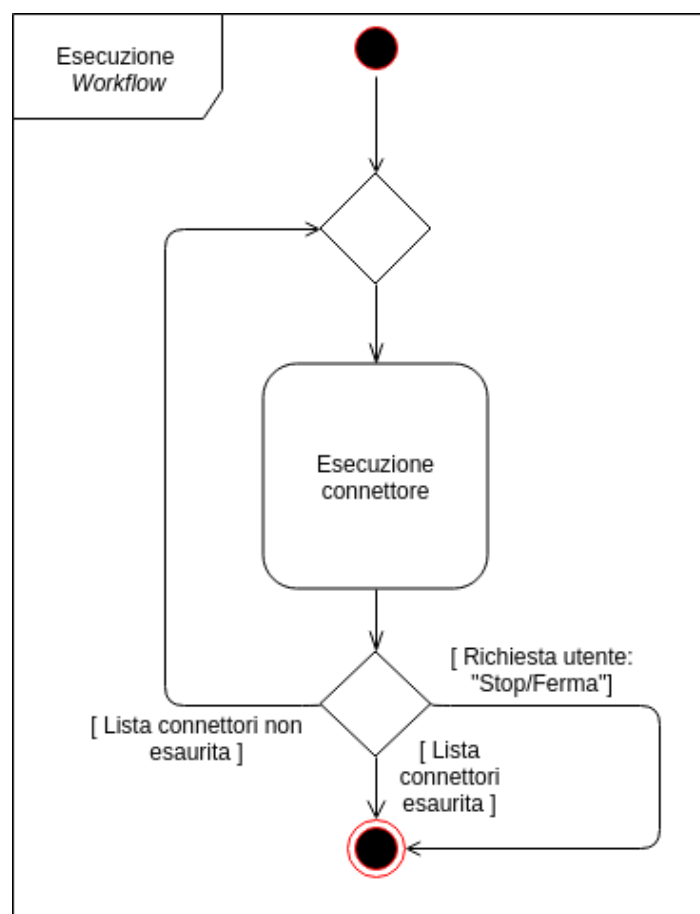 Esecuzione
Workflow
Esecuzione
connettore
[ Richiesta utente:
"Stop/Ferma"]
[ Lista connettori non
esaurita ]
[ Lista
connettori
esaurita ]